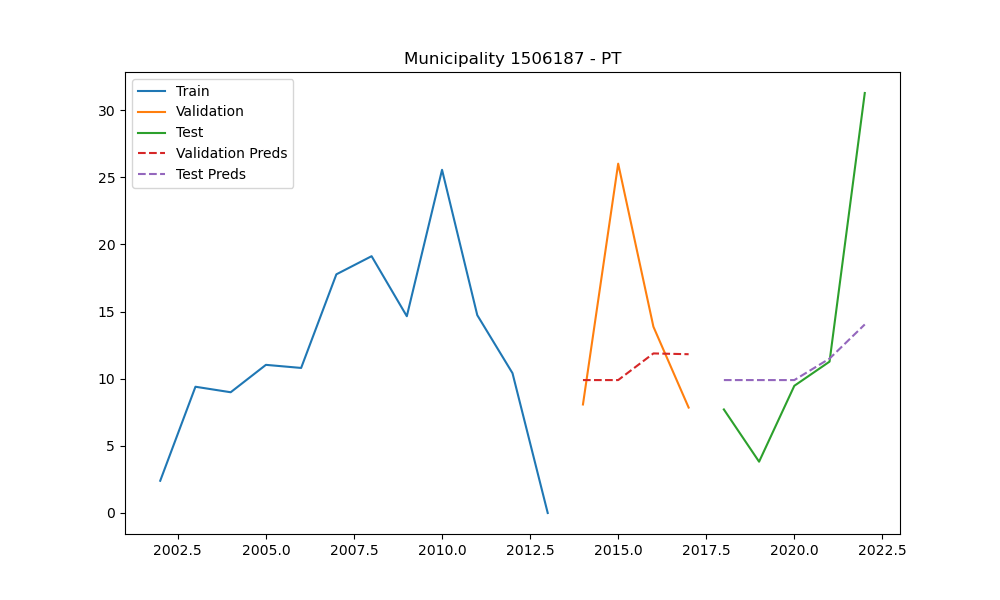 Municipality 1506187 - PT
Train
Validation
Test
Validation Preds
Test Preds
30
25
20
15
10
5
0
2002.5 2005.0 2007.5 2010.0 2012.5 2015.0 2017.5 2020.0 2022.5